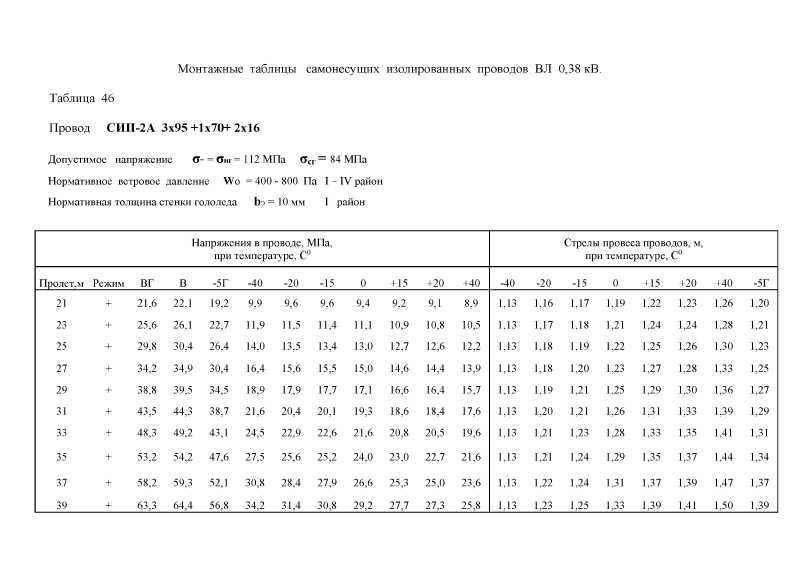 Монтажные таблицы самонесущих изолированных проводов ВЛ 0,38 кВ.
Таблица 46
Провод СИП-2А 3х95 +1х70+ 2х16
Допустимое напряжение σ- = σвг = 112 МПа σсг = 84 МПа
Нормативное ветровое давление Wo = 400 - 800 Па I – IV район
Нормативная толщина стенки гололеда bэ = 10 мм I район
Напряжения в проводе, МПа, Стрелы провеса проводов, м,
при температуре, С⁰ при температуре, С⁰
Пролет,м Режим ВГ В -5Г -40 -20 -15 0 +15 +20 +40 -40 -20 -15 0 +15 +20 +40 -5Г
21 + 21,6 22,1 19,2 9,9 9,6 9,6 9,4 9,2 9,1 8,9 1,13 1,16 1,17 1,19 1,22 1,23 1,26 1,20
23 + 25,6 26,1 22,7 11,9 11,5 11,4 11,1 10,9 10,8 10,5 1,13 1,17 1,18 1,21 1,24 1,24 1,28 1,21
25 + 29,8 30,4 26,4 14,0 13,5 13,4 13,0 12,7 12,6 12,2 1,13 1,18 1,19 1,22 1,25 1,26 1,30 1,23
27 + 34,2 34,9 30,4 16,4 15,6 15,5 15,0 14,6 14,4 13,9 1,13 1,18 1,20 1,23 1,27 1,28 1,33 1,25
29 + 38,8 39,5 34,5 18,9 17,9 17,7 17,1 16,6 16,4 15,7 1,13 1,19 1,21 1,25 1,29 1,30 1,36 1,27
31 + 43,5 44,3 38,7 21,6 20,4 20,1 19,3 18,6 18,4 17,6 1,13 1,20 1,21 1,26 1,31 1,33 1,39 1,29
33 + 48,3 49,2 43,1 24,5 22,9 22,6 21,6 20,8 20,5 19,6 1,13 1,21 1,23 1,28 1,33 1,35 1,41 1,31
35 + 53,2 54,2 47,6 27,5 25,6 25,2 24,0 23,0 22,7 21,6 1,13 1,21 1,24 1,29 1,35 1,37 1,44 1,34
37 + 58,2 59,3 52,1 30,8 28,4 27,9 26,6 25,3 25,0 23,6 1,13 1,22 1,24 1,31 1,37 1,39 1,47 1,37
39 + 63,3 64,4 56,8 34,2 31,4 30,8 29,2 27,7 27,3 25,8 1,13 1,23 1,25 1,33 1,39 1,41 1,50 1,39